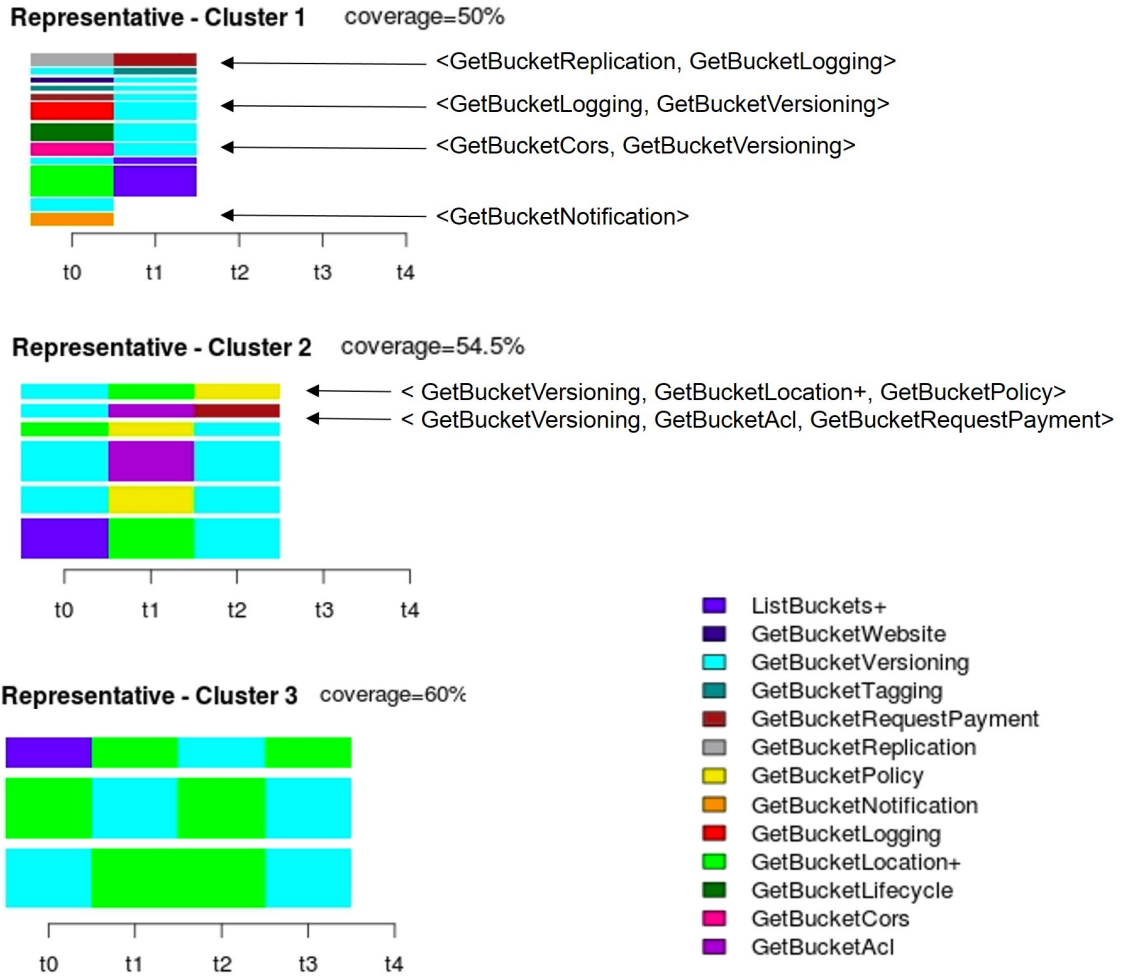 Representative - Cluster 1 coverage=50%
<GetBucketReplication, GetBucketLogging>
<GetBucketLogging, GetBucketVersioning>
<GetBucketCors, GetBucketVersioning>
<GetBucketNotification>
t0 t1 t2 t3 t4
Representative - Cluster 2 coverage=54.5%
< GetBucketVersioning, GetBucketLocation+, GetBucketPolicy>
< GetBucketVersioning, GetBucketAcl, GetBucketRequestPayment>
t0 t1 t2 t3 t4
Representative - Cluster 3 coverage=60%
t0 t1 t2 t3 t4
ListBuckets+
GetBucketWebsite
GetBucketVersioning
GetBucketTagging
GetBucketRequestPayment
GetBucketReplication
GetBucketPolicy
GetBucketNotification
GetBucketLogging
GetBucketLocation+
GetBucketLifecycle
GetBucketCors
GetBucketAcl